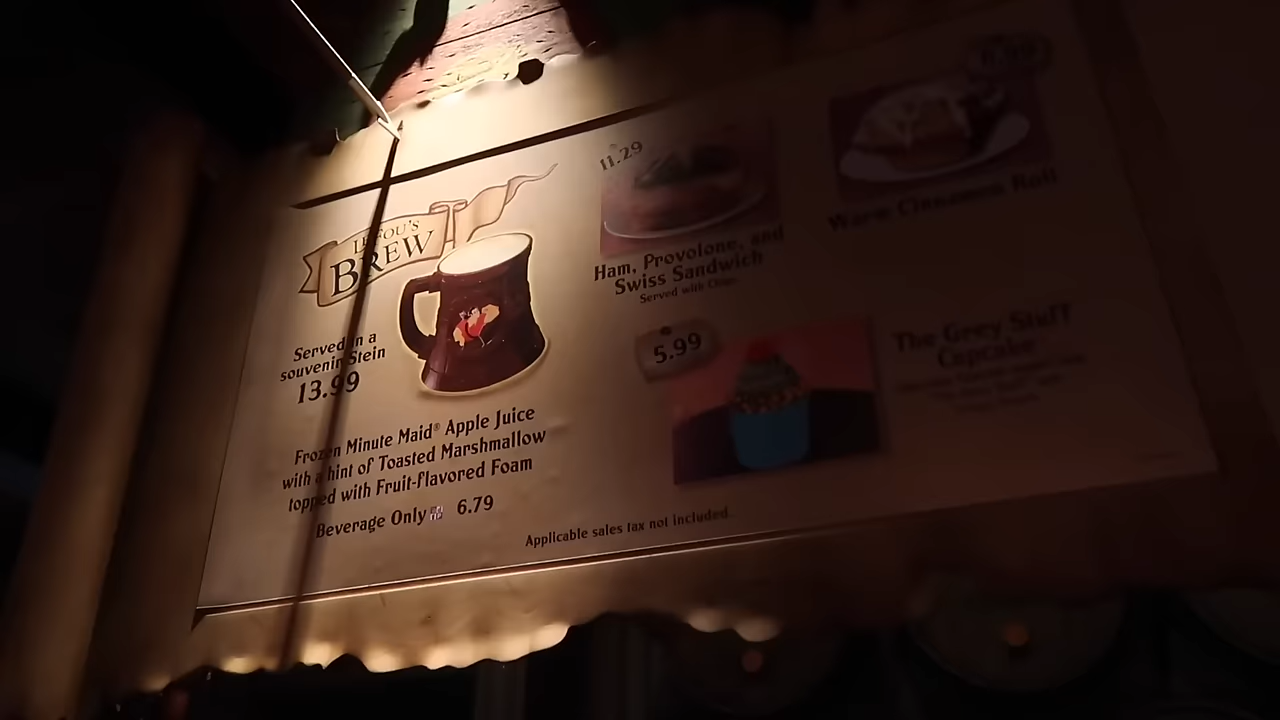 LEFOU'S
BREW
Served in a
souvenir Stein
13.99
Frozen Minute Maid® Apple Juice
with a hint of Toasted Marshmallow
topped with Fruit-flavored Foam
Beverage Only 6.79
11.29
Ham, Provolone, and
Swiss Sandwich
Served with
Warm Cinnamon Roll
5.99
The Grey Stuff
Cupcake
Applicable sales tax not included.